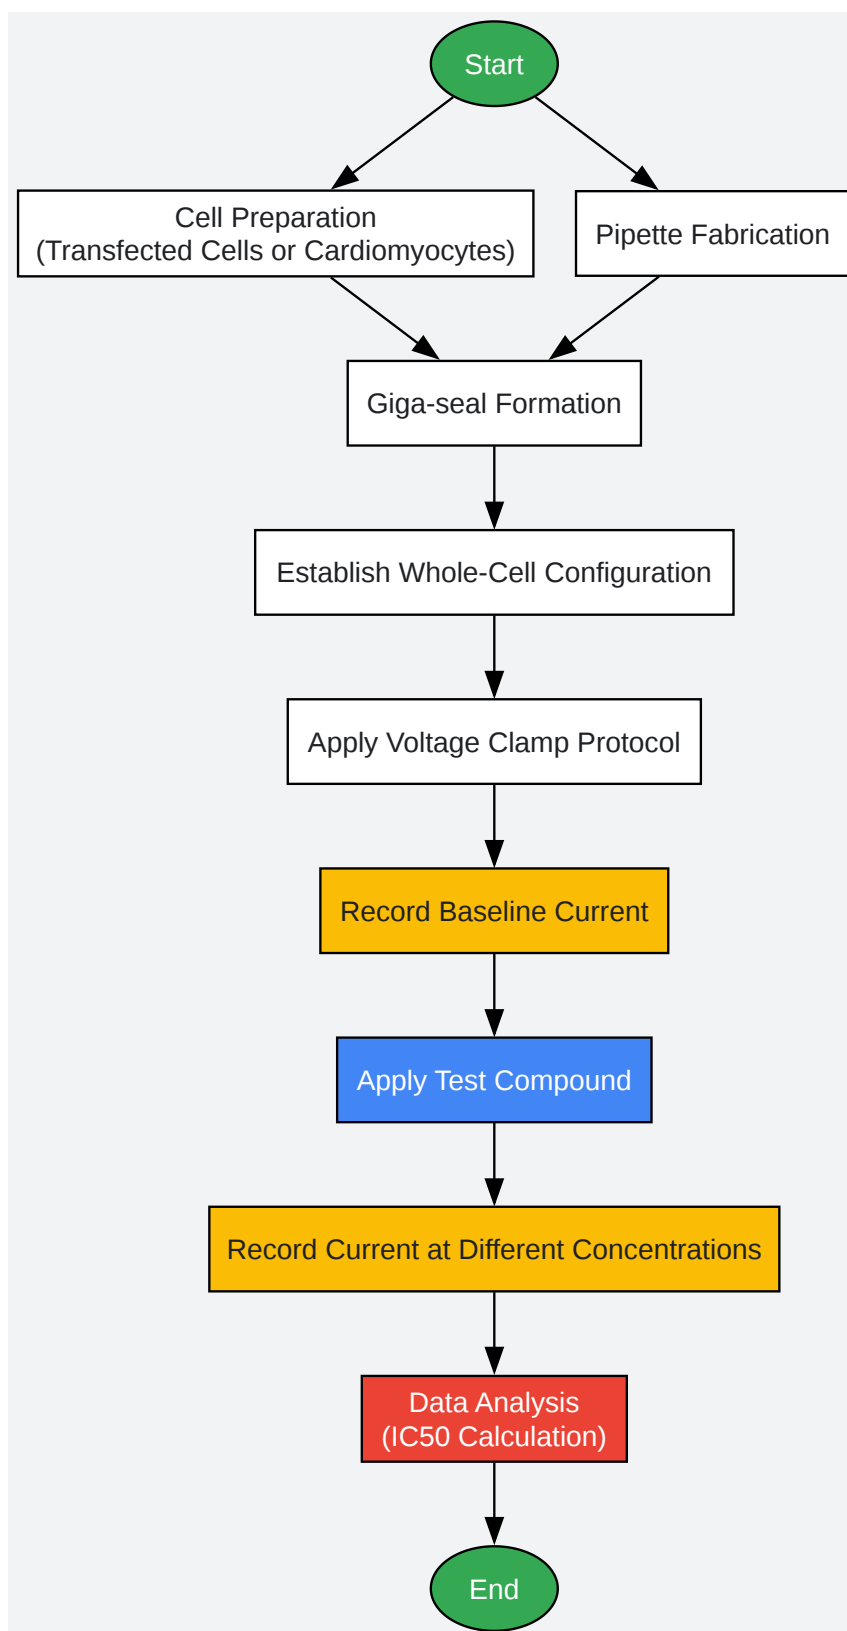 Start
Cell Preparation
(Transfected Cells or Cardiomyocytes)
Pipette Fabrication
Giga-seal Formation
Establish Whole-Cell Configuration
Apply Voltage Clamp Protocol
Record Baseline Current
Apply Test Compound
Record Current at Different Concentrations
Data Analysis
(IC50 Calculation)
End